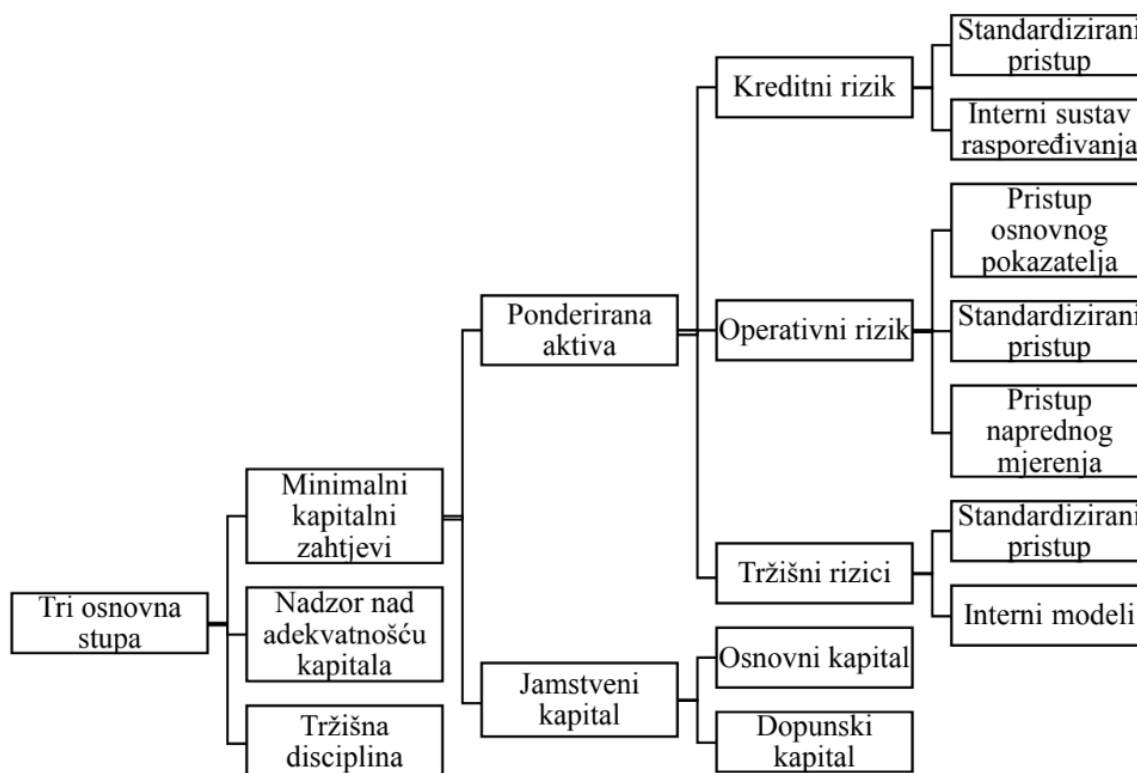 Tri osnovna
stupa
Minimalni
kapitalni
zahtjevi
Nadzor nad
adekvatnošću
kapitala
Tržišna
disciplina
Ponderirana
aktiva
Jamstveni
kapital
Kreditni rizik
Operativni rizik
Tržišni rizici
Osnovni kapital
Dopunski
kapital
Standardizirani
pristup
Interni sustav
raspoređivanja
Pristup
osnovnog
pokazatelja
Standardizirani
pristup
Pristup
naprednog
mjerenja
Standardizirani
pristup
Interni modeli